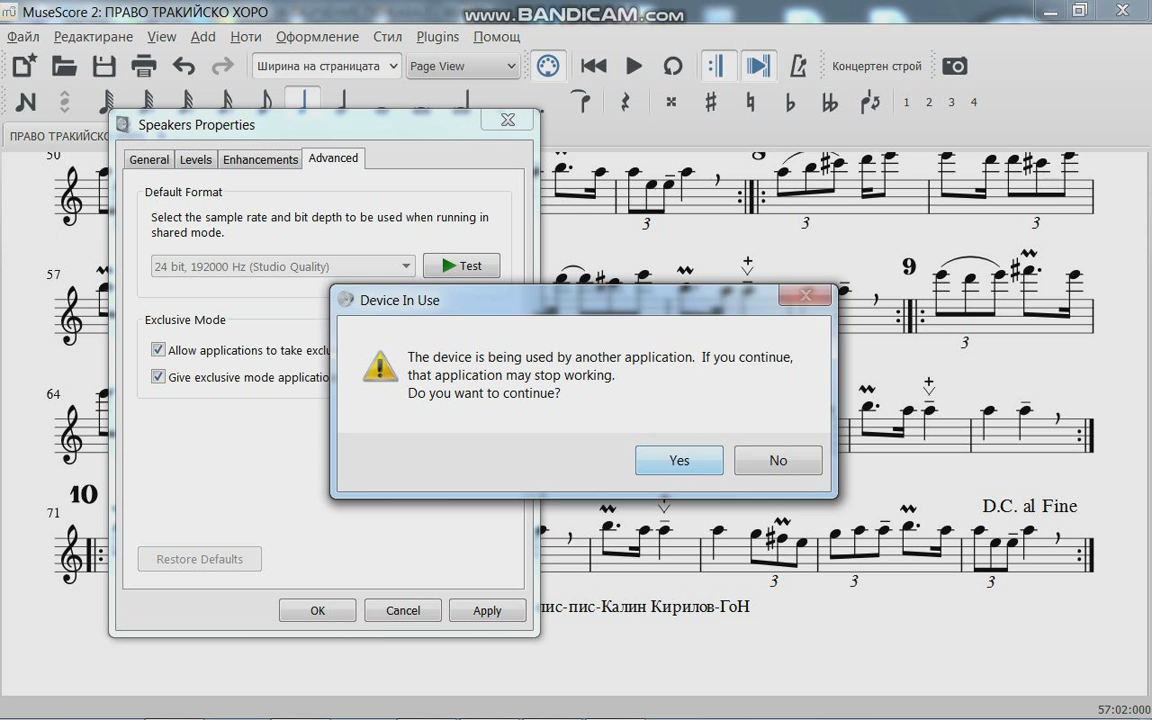 MuseScore 2: ПРАВО ТРАКИЙСКО ХОРО
www.BANDICAM.com
Файл Редактиране View Add Ноти Оформление Стил Plugins Помощ
Ширина на страницата Page View Концертен строй
1 2 3 4
ПРАВО ТРАКИЙСКО
Speakers Properties
General Levels Enhancements Advanced
Default Format
Select the sample rate and bit depth to be used when running in
shared mode.
24 bit, 192000 Hz (Studio Quality) Test
Exclusive Mode
Allow applications to take
Give exclusive mode
Restore Defaults
OK Cancel Apply
Device In Use
The device is being used by another application. If you continue,
that application may stop working.
Do you want to continue?
Yes No
50
3 3 3
57
9
3
64
10
71
D.C. al Fine
3 3 3
Калин Кирилов-ГоН
57:02:000